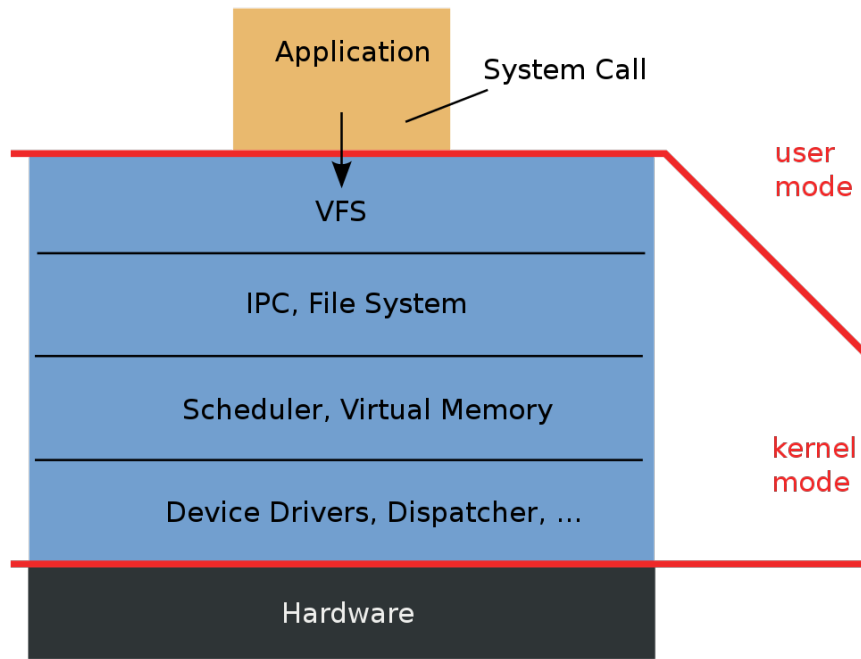 Application
System Call
user
mode
VFS
IPC, File System
Scheduler, Virtual Memory
kernel
mode
Device Drivers, Dispatcher, ...
Hardware